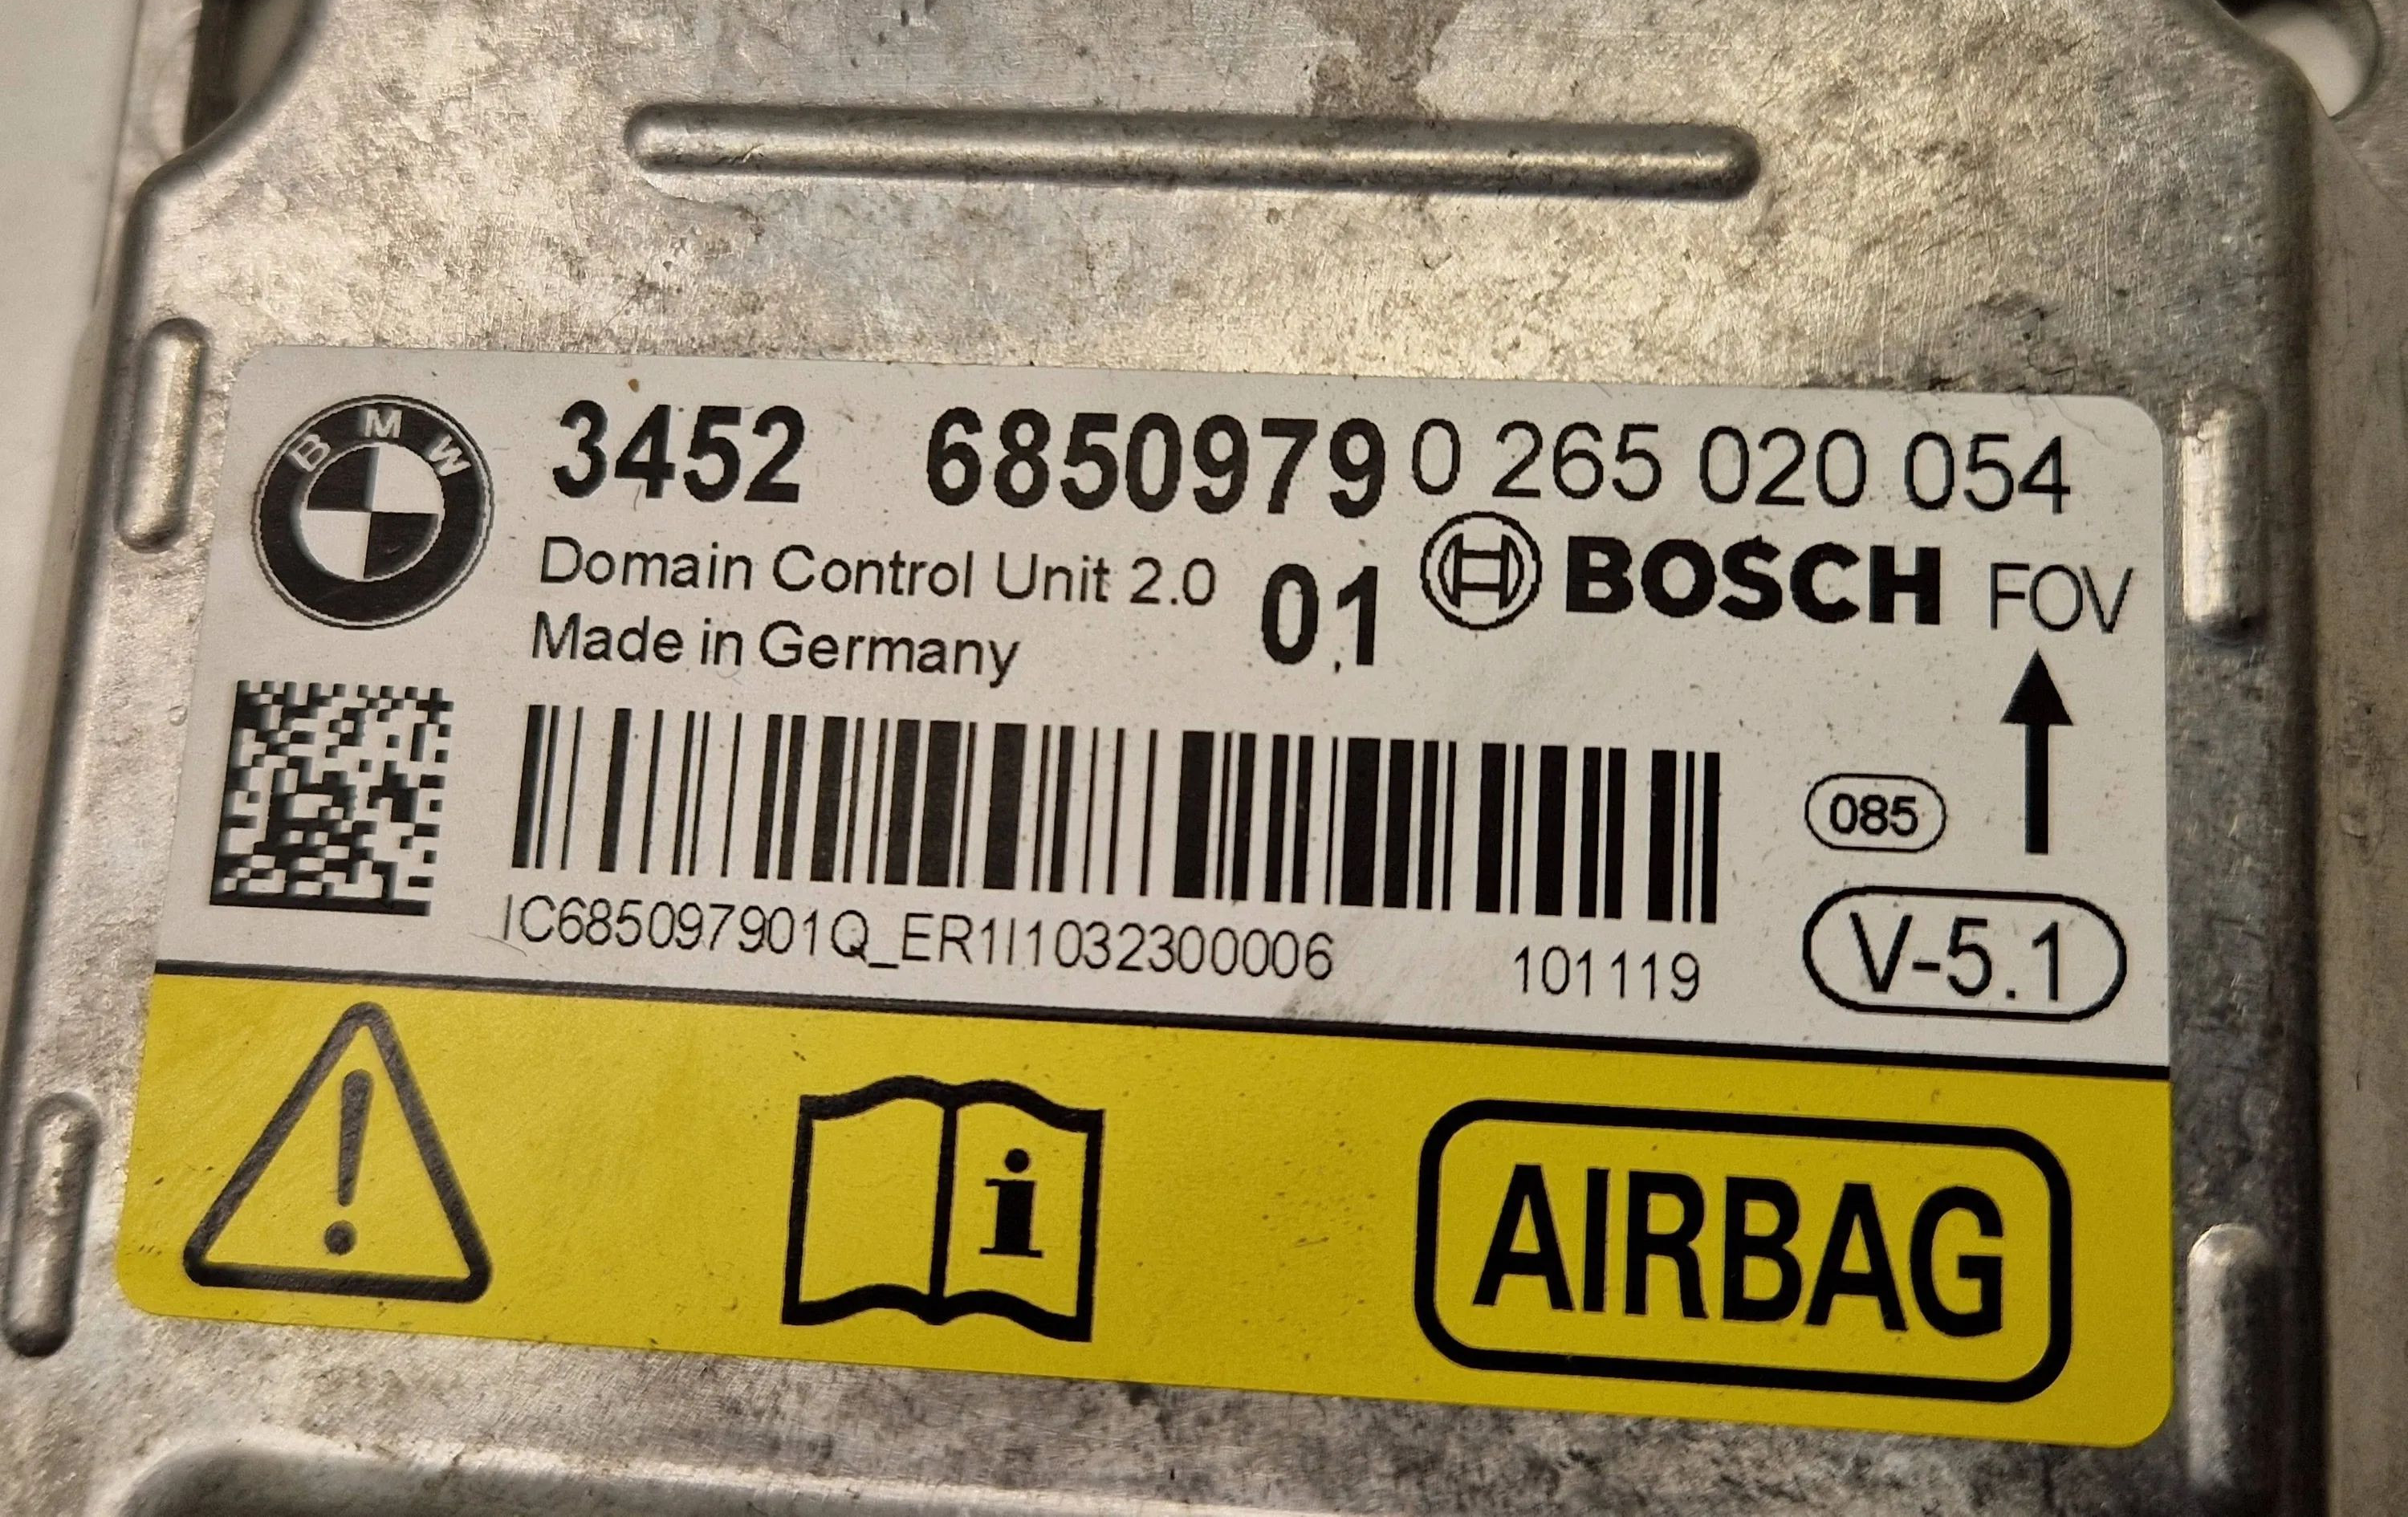 BMW
3452 6850979 0 265 020 054
Domain Control Unit 2.0 01 BOSCH FOV
Made in Germany
085
IC685097901Q_ER1I1032300006 101119 V-5.1
i AIRBAG